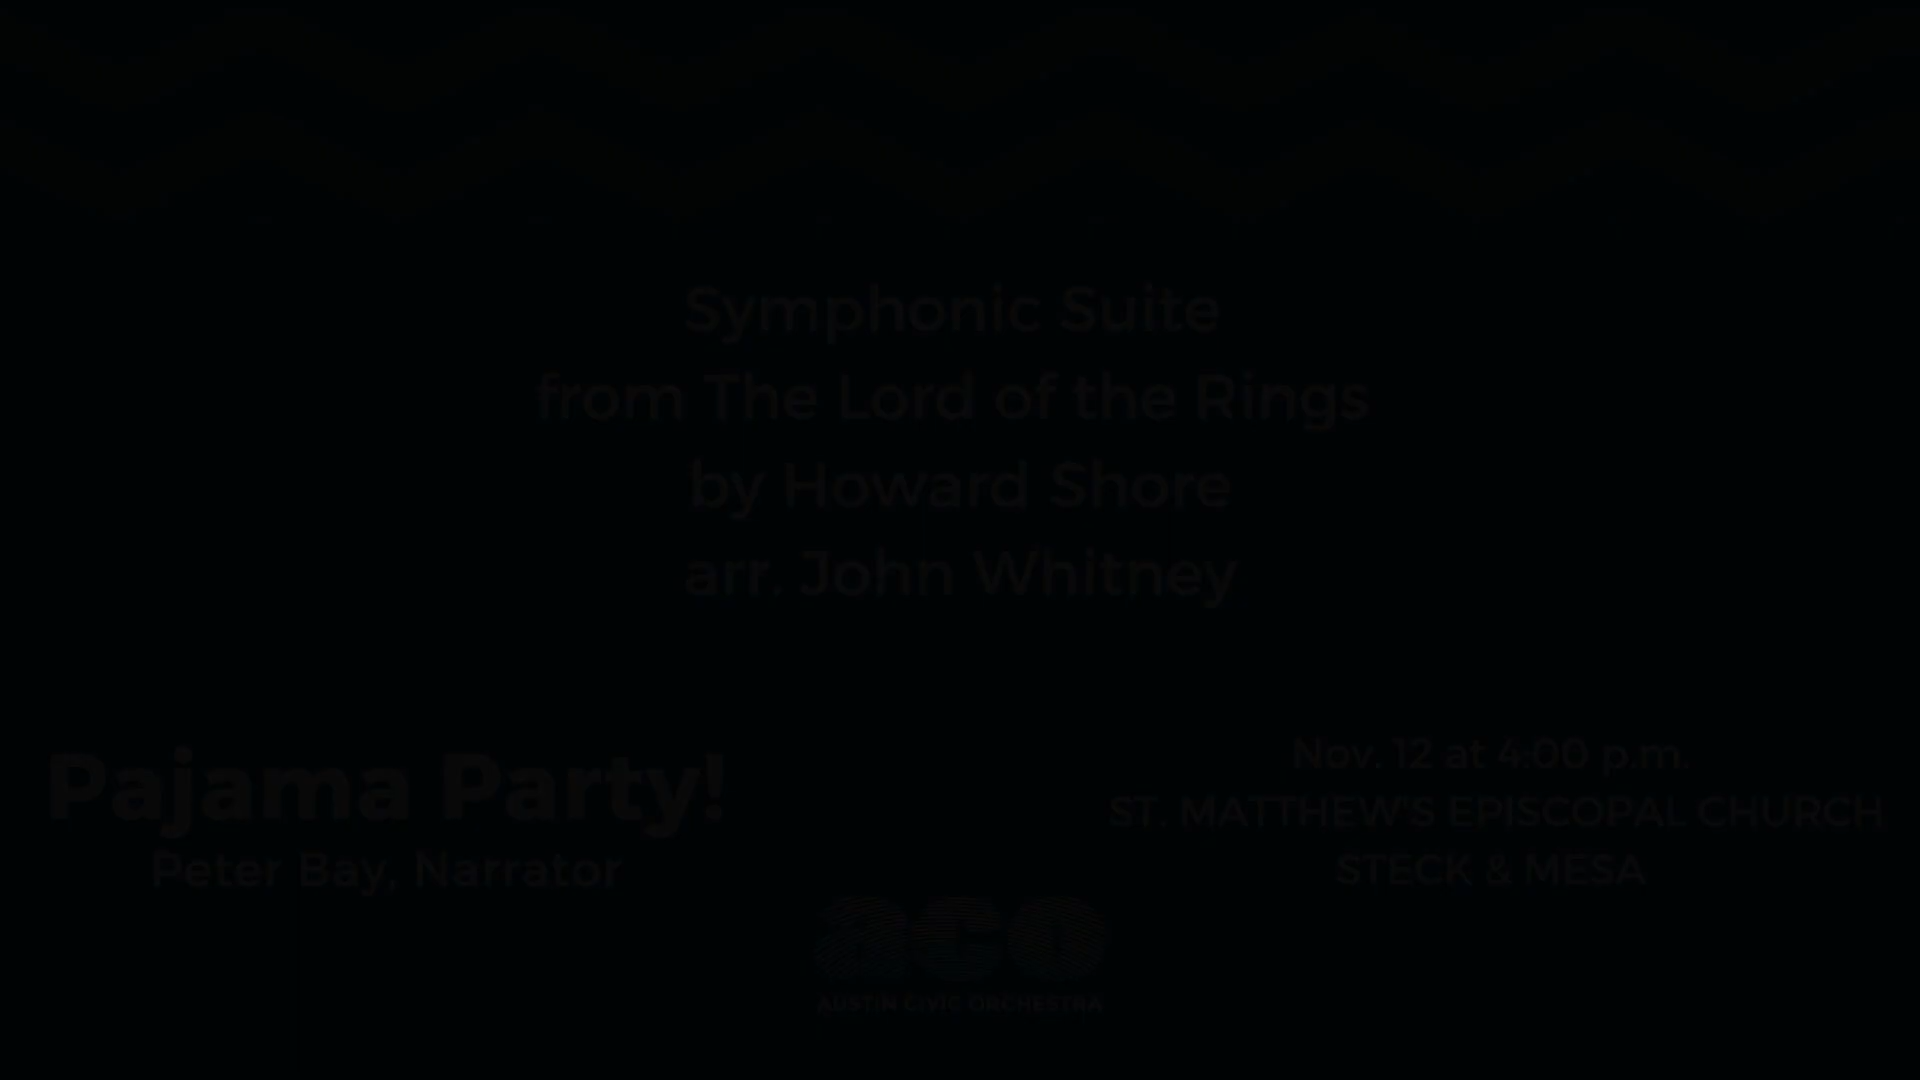 Symphonic Suite
from The Lord of the Rings
by Howard Shore
arr. John Whitney
Pajama Party!
Peter Bay, Narrator
Nov. 12 at 4:00 p.m.
ST. MATTHEW'S EPISCOPAL CHURCH
STECK & MESA
aco
AUSTIN CIVIC ORCHESTRA